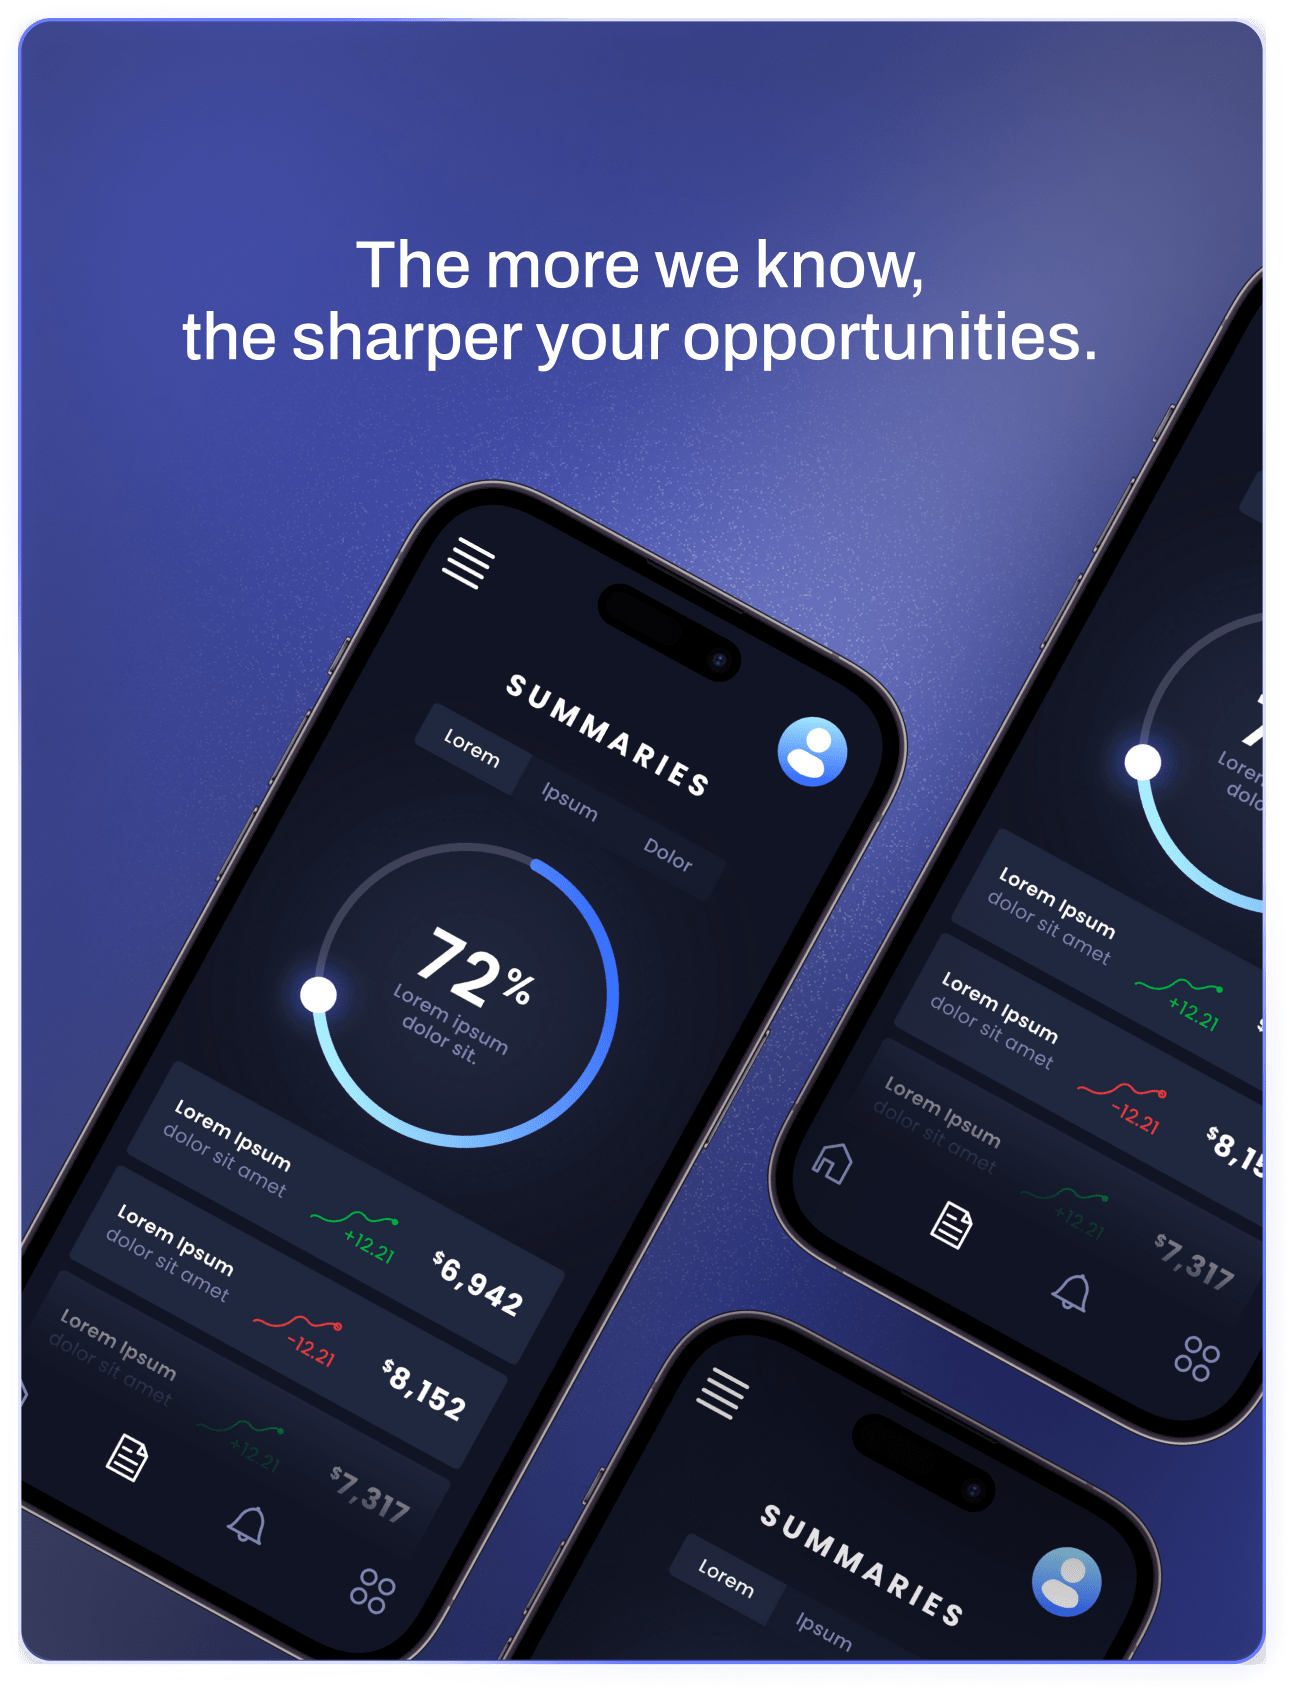 The more we know,
the sharper your opportunities.
SUMMARIES
Lorem
Ipsum
Dolor
72%
Lorem ipsum
dolor sit.
Lorem Ipsum
dolor sit amet
+12.21
$6,942
Lorem Ipsum
dolor sit amet
-12.21
$8,152
Lorem Ipsum
dolor sit amet
+12.21
$7,317
Lorem Ipsum
dolor sit amet
+12.21
Lorem Ipsum
dolor sit amet
-12.21
$8,15
Lorem Ipsum
dolor sit amet
+12.21
$7,317
SUMMARIES
Lorem
Ipsum